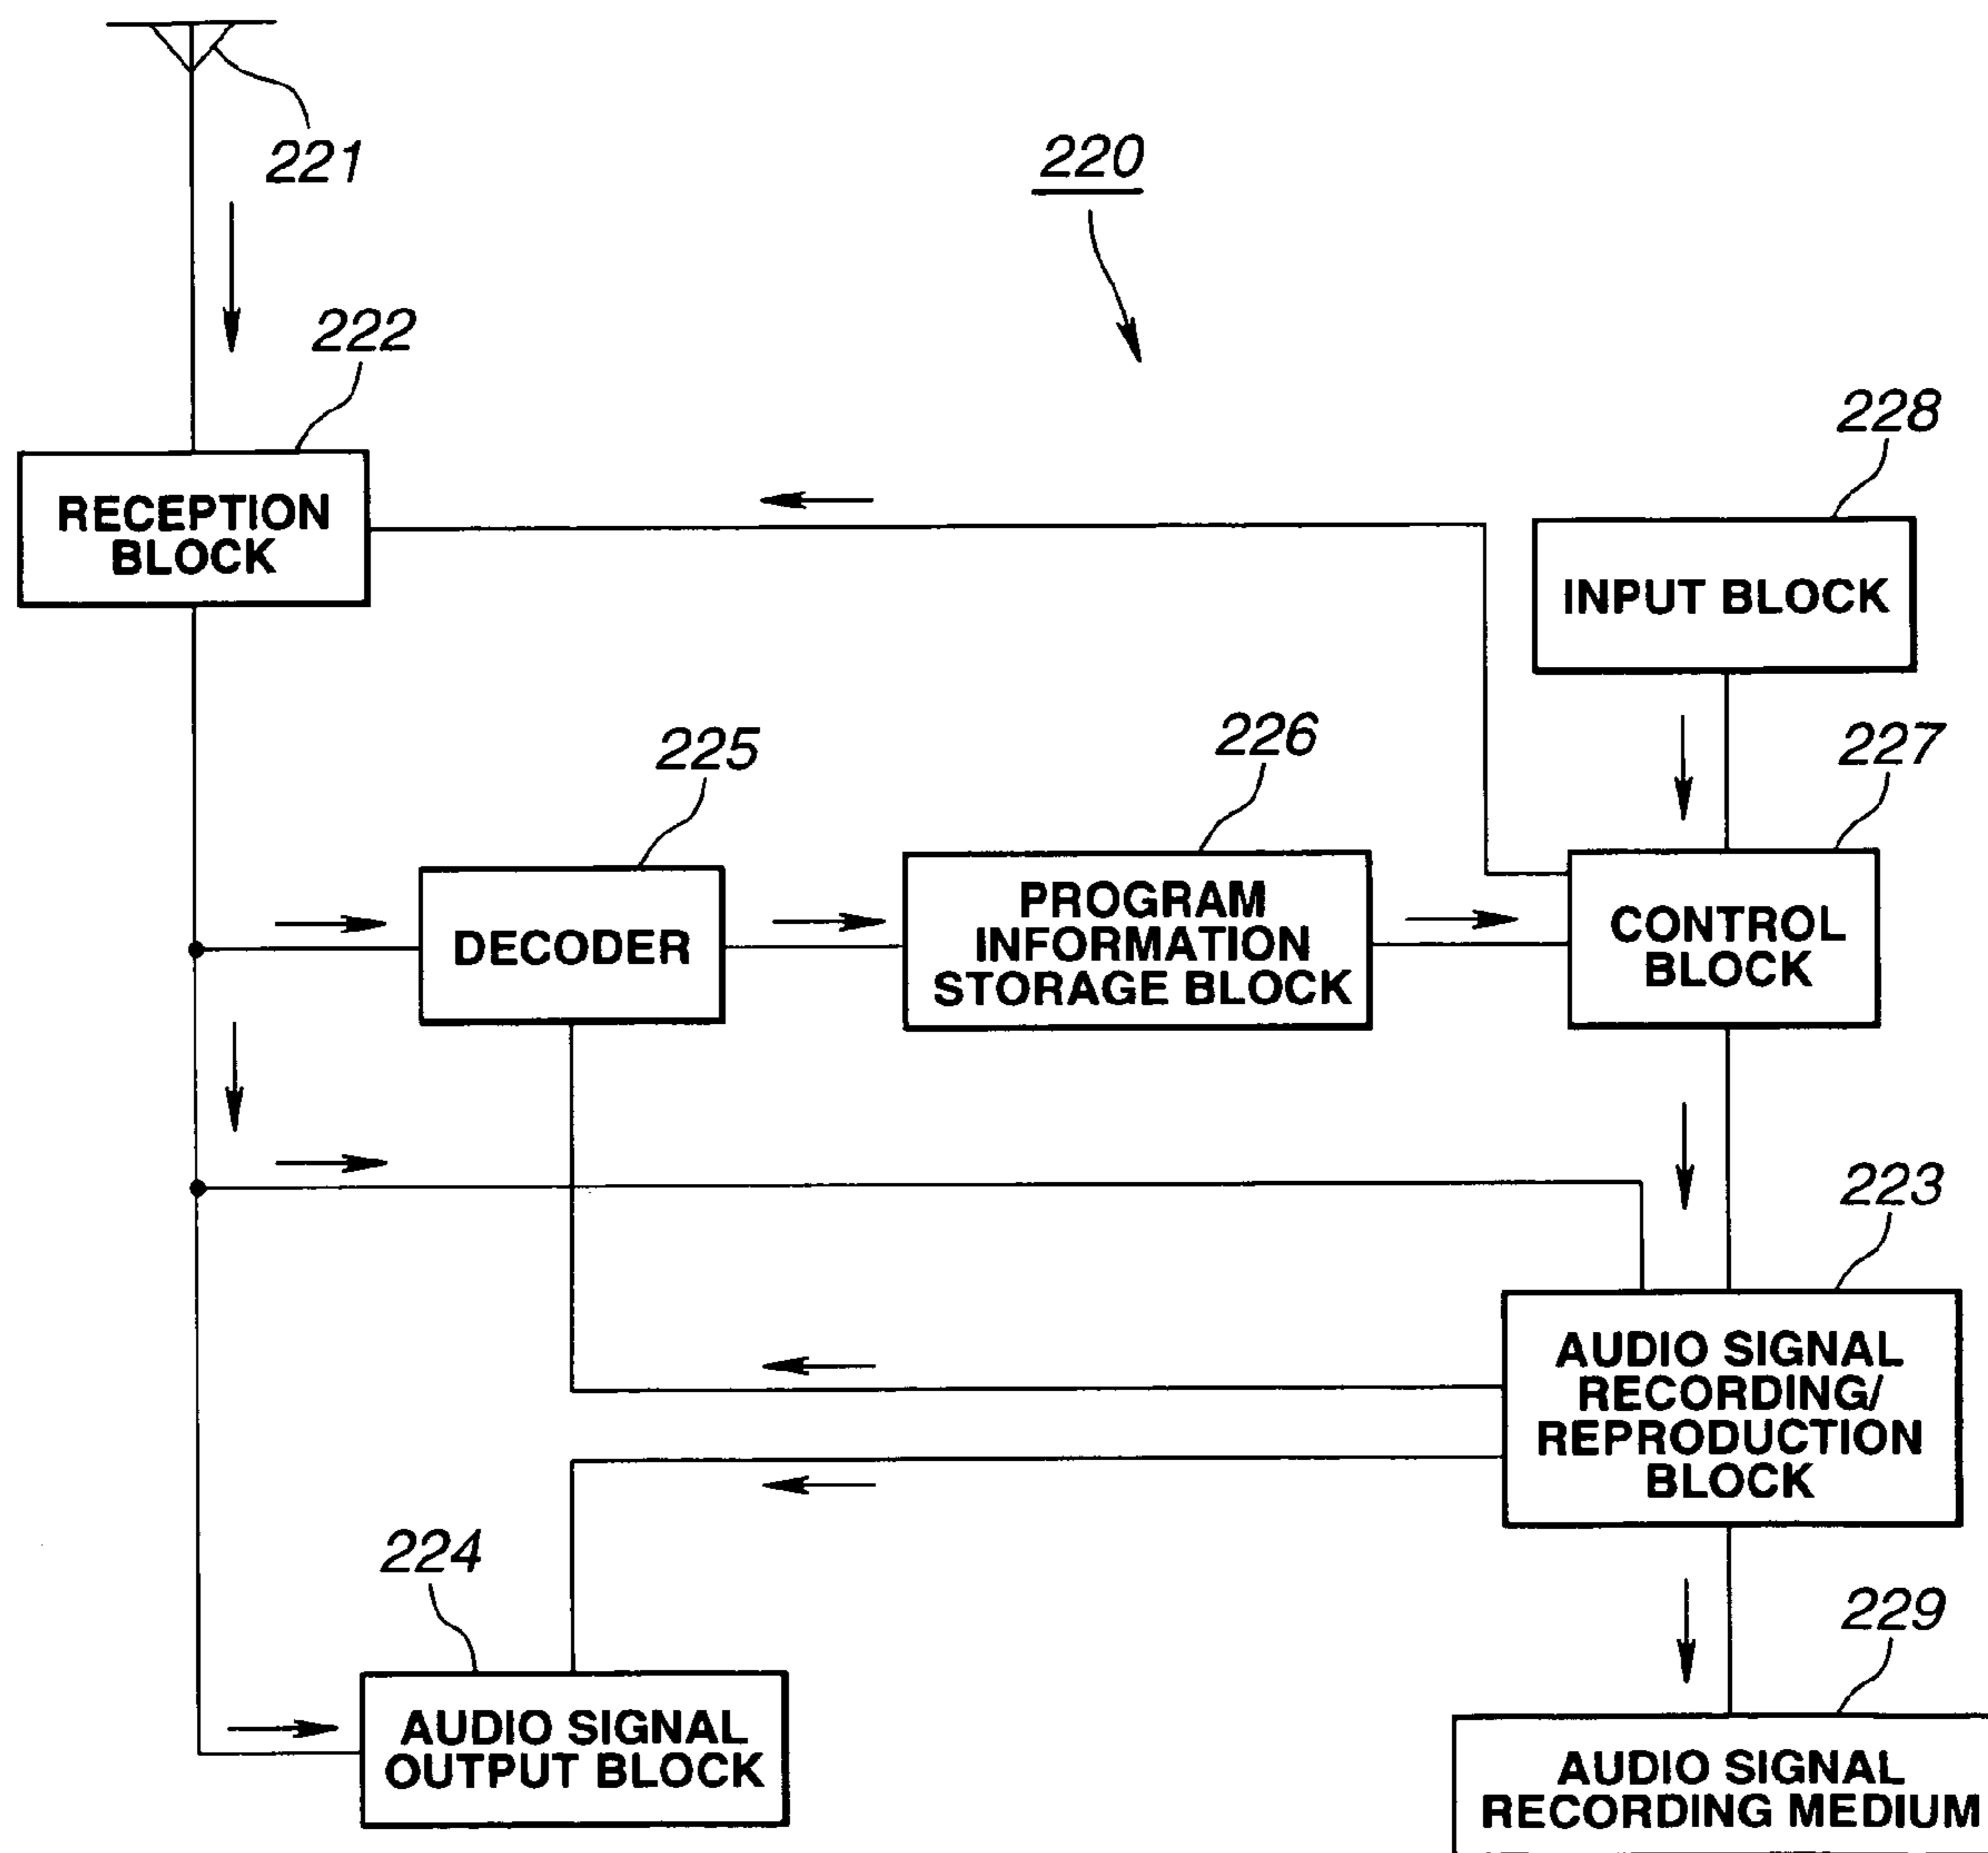 221
220
222
228
RECEPTION
BLOCK
INPUT BLOCK
225
226
227
DECODER
PROGRAM
INFORMATION
STORAGE BLOCK
CONTROL
BLOCK
223
AUDIO SIGNAL
RECORDING/
REPRODUCTION
BLOCK
224
229
AUDIO SIGNAL
OUTPUT BLOCK
AUDIO SIGNAL
RECORDING MEDIUM